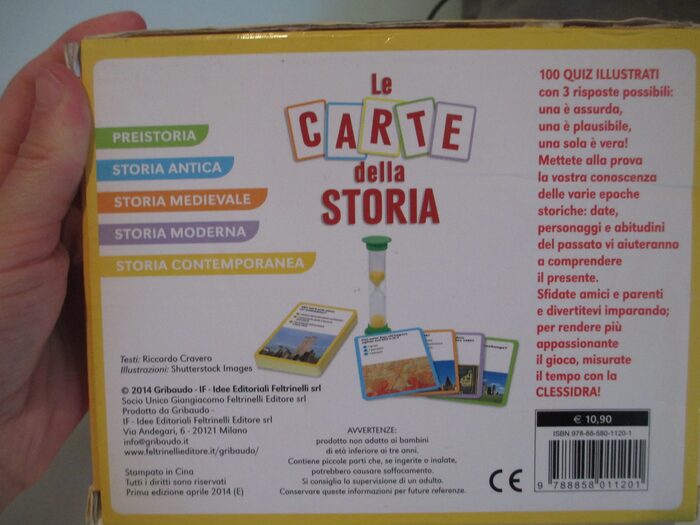 Le
CARTE
della
STORIA
PREISTORIA
STORIA ANTICA
STORIA MEDIEVALE
STORIA MODERNA
STORIA CONTEMPORANEA
100 QUIZ ILLUSTRATI
con 3 risposte possibili:
una è assurda,
una è plausibile,
una sola è vera!
Mettete alla prova
la vostra conoscenza
delle varie epoche
storiche: date,
personaggi e abitudini
del passato vi aiuteranno
a comprendere
il presente.
Sfidate amici e parenti
e divertitevi imparando;
per rendere più
appassionante
il gioco, misurate
il tempo con la
CLESSIDRA!
Testi: Riccardo Cravero
Illustrazioni: Shutterstock Images
© 2014 Gribaudo - IF - Idee Editoriali Feltrinelli srl
Socio Unico Giangiacomo Feltrinelli Editore srl
Prodotto da Gribaudo -
IF - Idee Editoriali Feltrinelli Editore srl
Via Andegari, 6 - 20121 Milano
info@gribaudo.it
www.feltrinellieditore.it/gribaudo/
Stampato in Cina
Tutti i diritti sono riservati
Prima edizione aprile 2014 (E)
AVVERTENZE:
prodotto non adatto ai bambini
di età inferiore ai tre anni.
Contiene piccole parti che, se ingerite o inalate,
potrebbero causare soffocamento.
Si consiglia la supervisione di un adulto.
Conservare queste informazioni per future referenze.
CE
€ 10,90
ISBN 978-88-580-1120-1
9 788858 011201